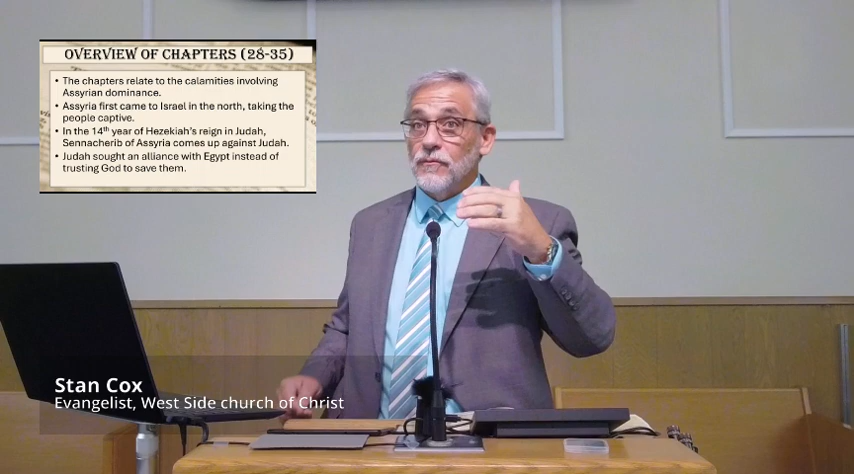 OVERVIEW OF CHAPTERS (28-35)
• The chapters relate to the calamities involving
Assyrian dominance.
• Assyria first came to Israel in the north, taking the
people captive.
• In the 14th year of Hezekiah's reign in Judah,
Sennacherib of Assyria comes up against Judah.
• Judah sought an alliance with Egypt instead of
trusting God to save them.
Stan Cox
Evangelist, West Side church of Christ